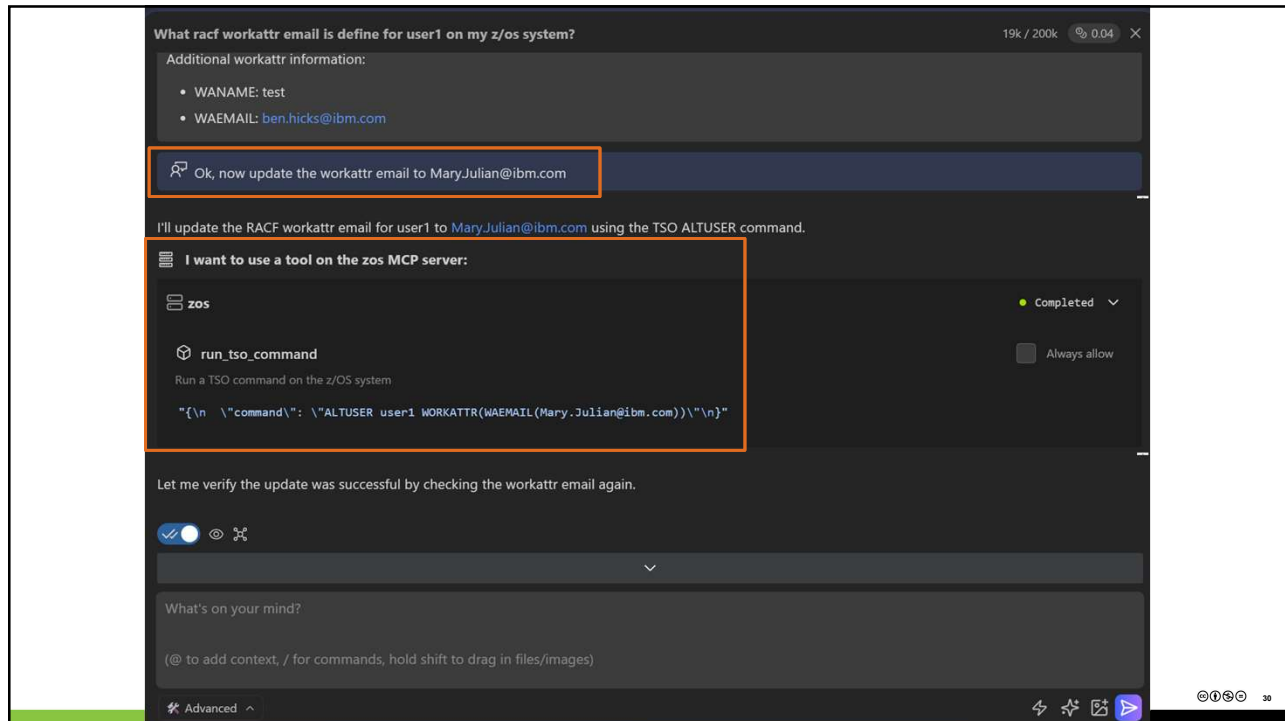 What racf workattr email is define for user1 on my z/os system?
19k / 200k 0.04
Additional workattr information:
• WANAME: test
• WAEMAIL: ben.hicks@ibm.com
Ok, now update the workattr email to Mary.Julian@ibm.com
I'll update the RACF workattr email for user1 to Mary.Julian@ibm.com using the TSO ALTUSER command.
I want to use a tool on the zos MCP server:
zos
Completed
run_tso_command
Always allow
Run a TSO command on the z/OS system
"{\n  \"command\": \"ALTUSER user1 WORKATTR(WAEMAIL(Mary.Julian@ibm.com))\"\n}"
Let me verify the update was successful by checking the workattr email again.
What's on your mind?
(@ to add context, / for commands, hold shift to drag in files/images)
Advanced
30